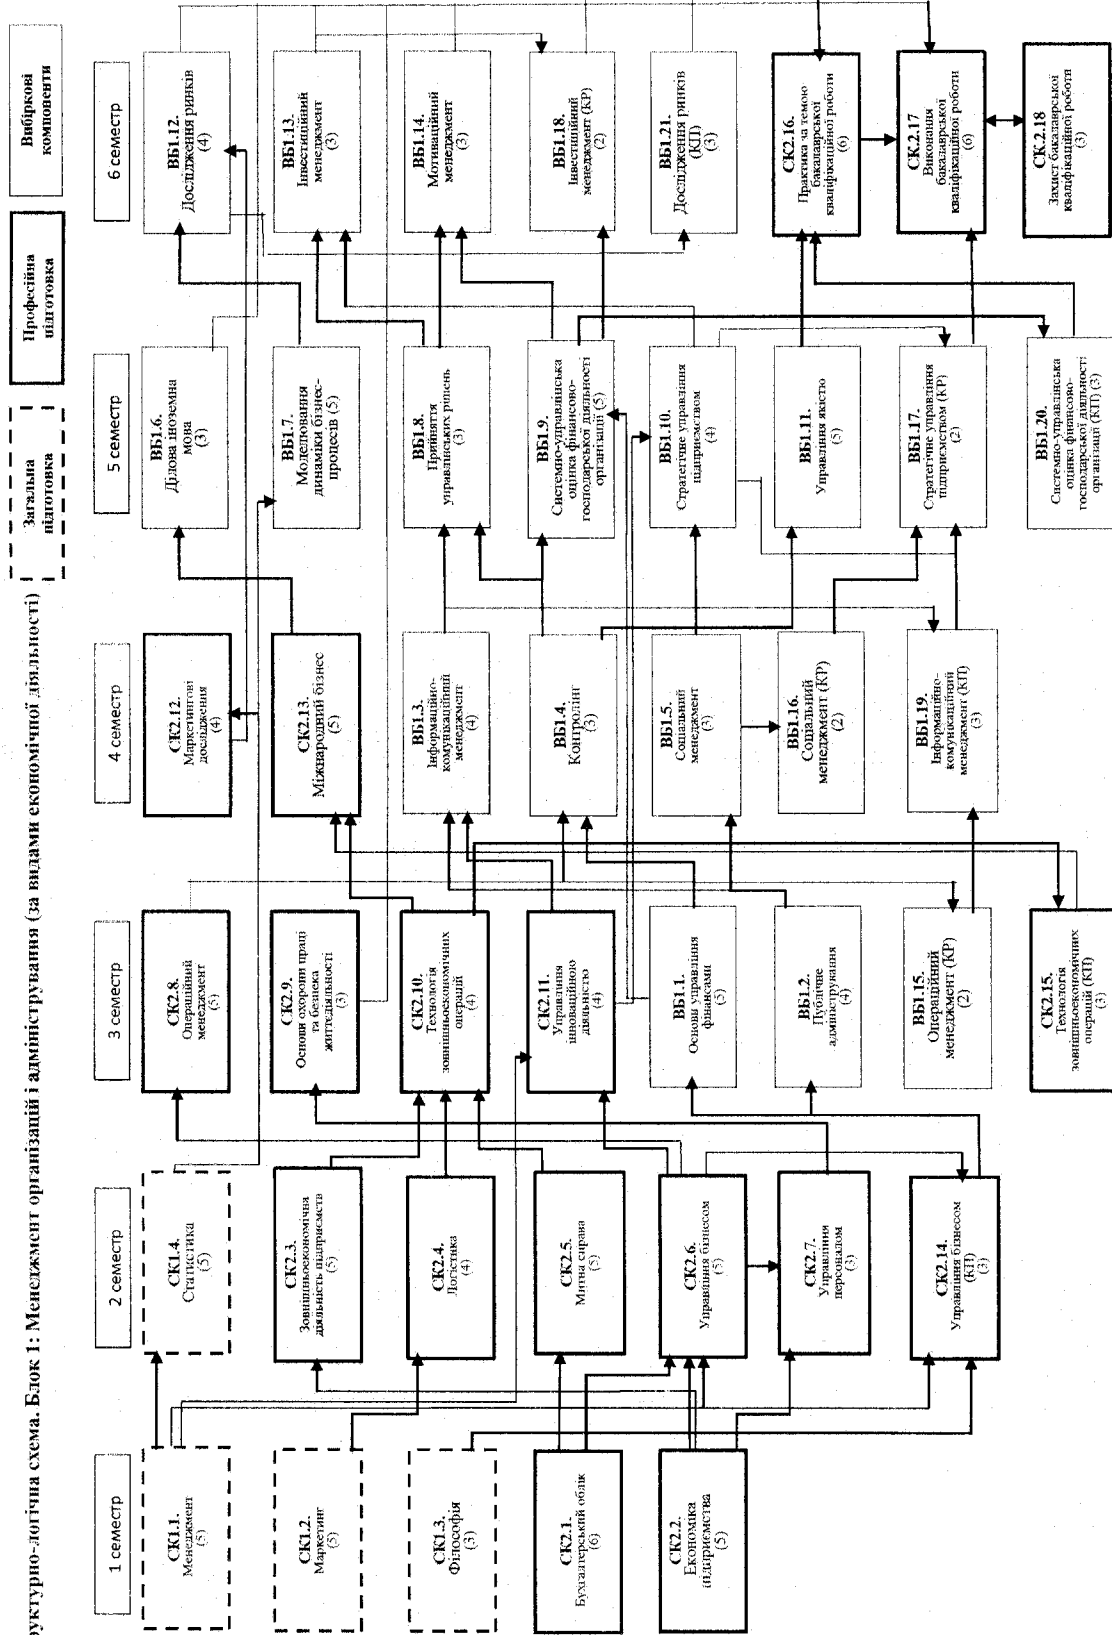 руктурно-логічна схема. Блок 1: Менеджмент організацій і адміністрування (за видами економічної діяльності)
Загальна
підготовка
Професійна
підготовка
Вибіркові
компоненти
1 семестр
СК1.1.
Менеджмент
(5)
СК1.2.
Маркетинг
(5)
СК1.3.
Філософія
(3)
СК2.1.
Бухгалтерський облік
(6)
СК2.2.
Економіка
підприємства
(5)
2 семестр
СК1.4.
Статистика
(5)
СК2.3.
Зовнішньоекономічна
діяльність підприємств
(5)
СК2.4.
Логістика
(4)
СК2.5.
Митна справа
(5)
СК2.6.
Управління бізнесом
(5)
СК2.7.
Управління
персоналом
(3)
СК2.14.
Управління бізнесом
(КП)
(3)
3 семестр
СК2.8.
Операційний
менеджмент
(5)
СК2.9.
Основи охорони праці
та безпека
життєдіяльності
(3)
СК2.10.
Технологія
зовнішньоекономічних
операцій
(4)
СК2.11.
Управління
інноваційною
діяльністю
(4)
ВБ1.1.
Основи управління
фінансами
(5)
ВБ1.2.
Публічне
адміністрування
(4)
ВБ1.15.
Операційний
менеджмент (КР)
(2)
СК2.15.
Технологія
зовнішньоекономічних
операцій (КП)
(3)
4 семестр
СК2.12.
Маркетингові
дослідження
(4)
СК2.13.
Міжнародний бізнес
(5)
ВБ1.3.
Інформаційно-
комунікаційний
менеджмент
(4)
ВБ1.4.
Контролінг
(3)
ВБ1.5.
Соціальний
менеджмент
(3)
ВБ1.16.
Соціальний
менеджмент (КР)
(2)
ВБ1.19.
Інформаційно-
комунікаційний
менеджмент (КП)
(3)
5 семестр
ВБ1.6.
Ділова іноземна
мова
(3)
ВБ1.7.
Моделювання
динаміки бізнес-
процесів (5)
ВБ1.8.
Прийняття
управлінських рішень
(3)
ВБ1.9.
Системно-управлінська
оцінка фінансово-
господарської діяльності
організації (5)
ВБ1.10.
Стратегічне управління
підприємством
(4)
ВБ1.11.
Управління якістю
(5)
ВБ1.17.
Стратегічне управління
підприємством (КР)
(2)
ВБ1.20.
Системно-управлінська
оцінка фінансово-
господарської діяльності
організації (КП) (3)
6 семестр
ВБ1.12.
Дослідження ринків
(4)
ВБ1.13.
Інвестиційний
менеджмент
(3)
ВБ1.14.
Мотиваційний
менеджмент
(3)
ВБ1.18.
Інвестиційний
менеджмент (КР)
(2)
ВБ1.21.
Дослідження ринків
(КП)
(3)
СК2.16.
Практика за темою
бакалаврської
кваліфікаційної роботи
(6)
СК.2.17
Виконання
бакалаврської
кваліфікаційної роботи
(6)
СК.2.18
Захист бакалаврської
кваліфікаційної роботи
(3)